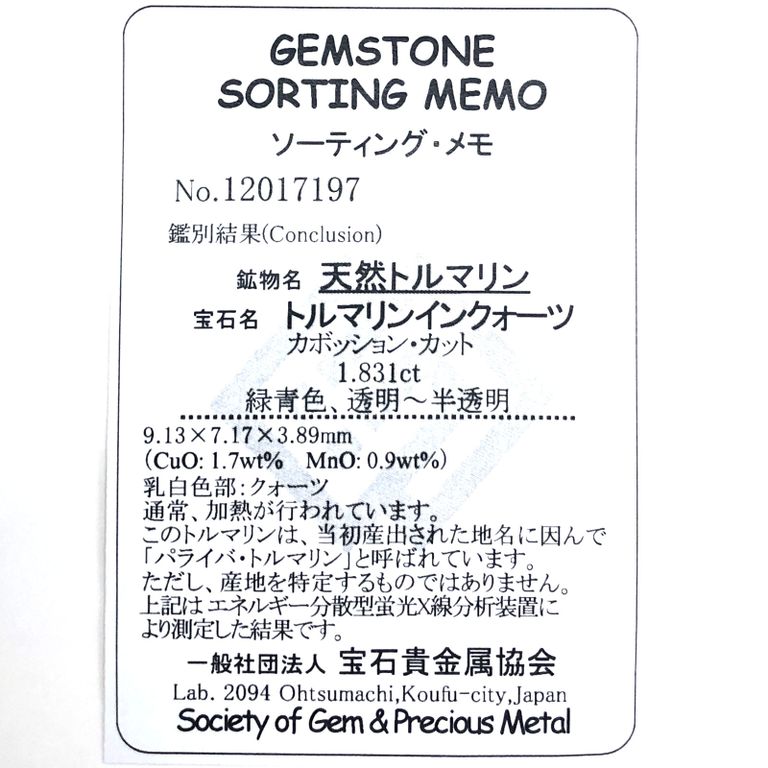 GEMSTONE
SORTING MEMO
ソーティング・メモ
No.12017197
鑑別結果(Conclusion)
鉱物名 天然トルマリン
宝石名 トルマリンインクォーツ
カボッション・カット
1.831ct
緑青色、透明～半透明
9.13×7.17×3.89mm
(CuO: 1.7wt% MnO: 0.9wt%)
乳白色部：クォーツ
通常、加熱が行われています。
このトルマリンは、当初産出された地名に因んで
「パライバ・トルマリン」と呼ばれています。
ただし、産地を特定するものではありません。
上記はエネルギー分散型蛍光X線分析装置に
より測定した結果です。
一般社団法人 宝石貴金属協会
Lab. 2094 Ohtsumachi,Koufu-city,Japan
Society of Gem & Precious Metal